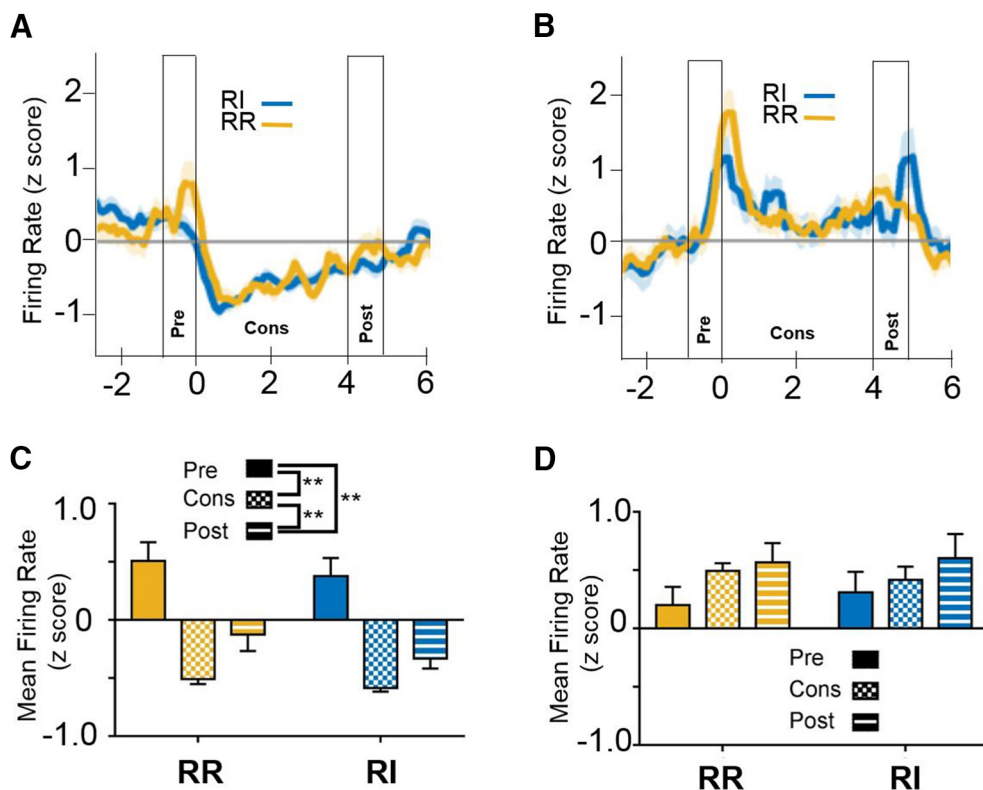 A
Firing Rate (z score)
2
1
0
-1
RI
RR
Pre
Cons
Post
-2
0
2
4
6
B
Firing Rate (z score)
2
1
0
-1
RI
RR
Pre
Cons
Post
-2
0
2
4
6
C
Mean Firing Rate
(z score)
1.0
0
-1.0
Pre
Cons
Post
**
**
**
RR
RI
D
Mean Firing Rate
(z score)
1.0
0
-1.0
Pre
Cons
Post
RR
RI